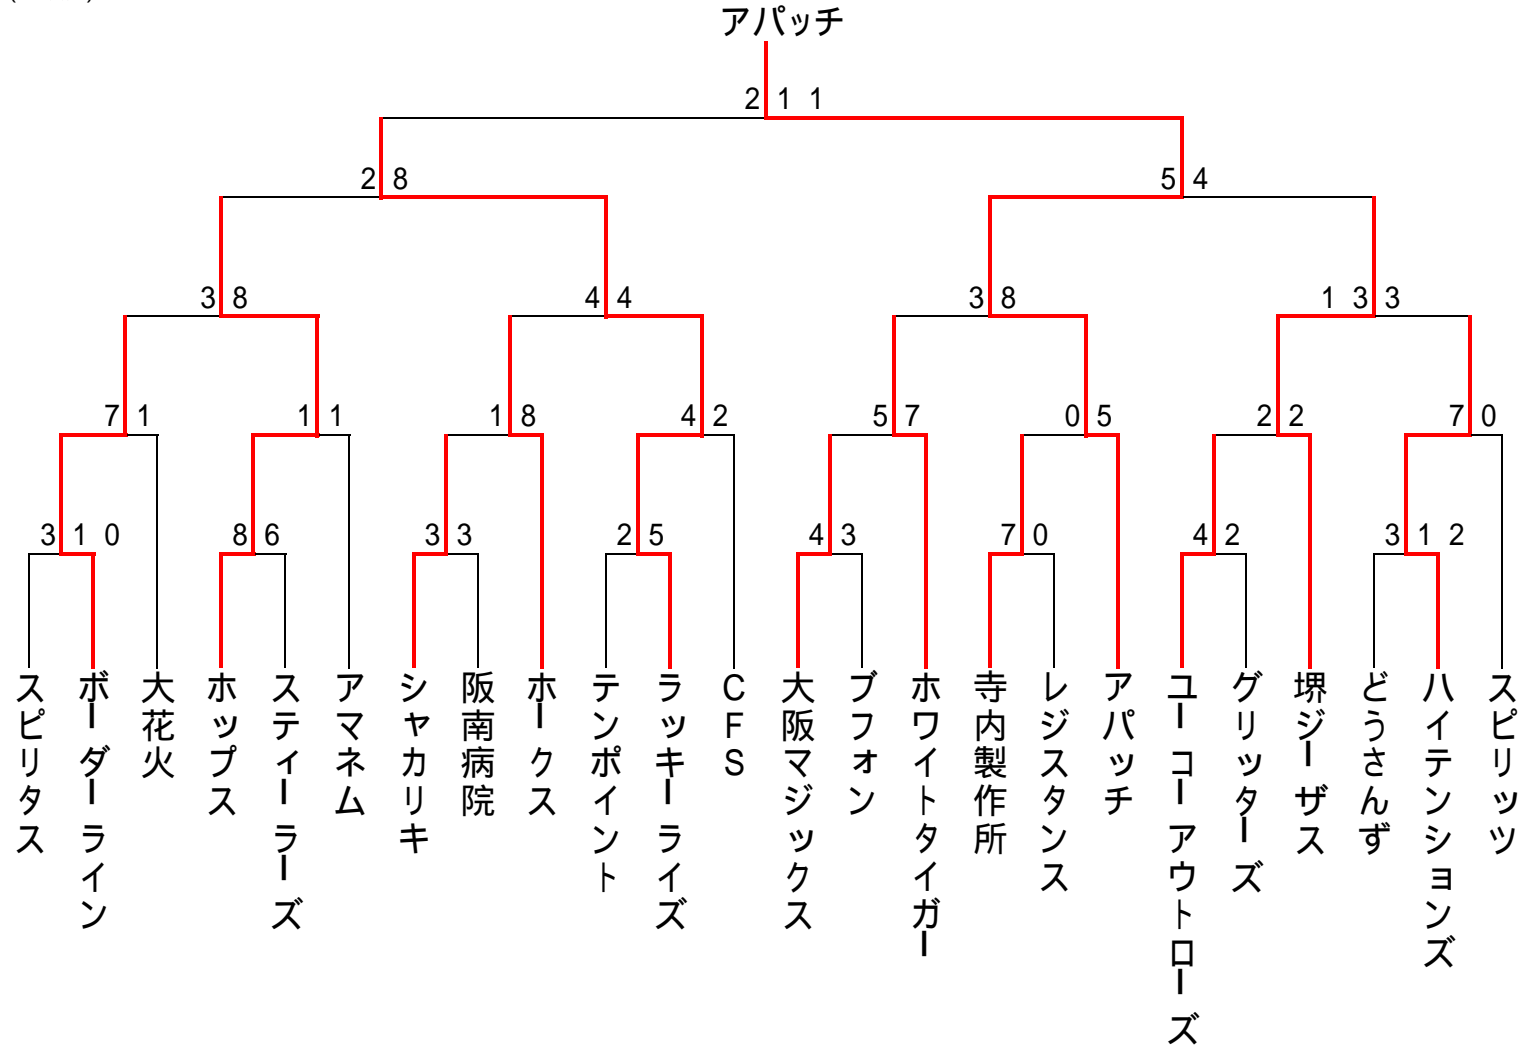 アパッチ
2 1 1
2 8
5 4
3 8
4 4
3 8
1 3 3
7 1
1 1
1 8
4 2
5 7
0 5
2 2
7 0
3 1 0
8 6
3 3
2 5
4 3
7 0
4 2
3 1 2
スピリタス
ボーダーライン
大花火
ホップス
スティーラーズ
アマネム
シャカリキ
阪南病院
ホークス
テンポイント
ラッキーライズ
CFS
大阪マジックス
ブフォン
ホワイトタイガー
寺内製作所
レジスタンス
アパッチ
ユーコーアウトローズ
グリッターズ
堺ジーザス
どうさんず
ハイテンションズ
スピリッツ